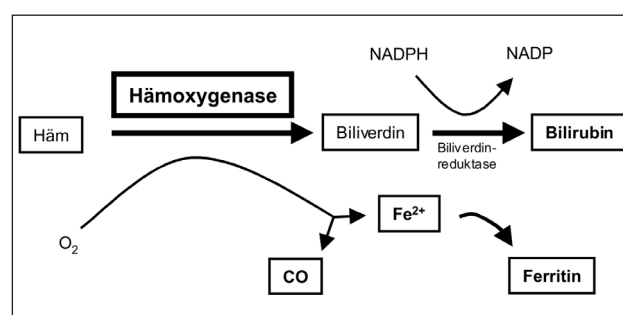 NADPH
NADP
Hämoxygenase
Häm
Biliverdin
Bilirubin
Biliverdin-
reduktase
Fe²⁺
O₂
CO
Ferritin